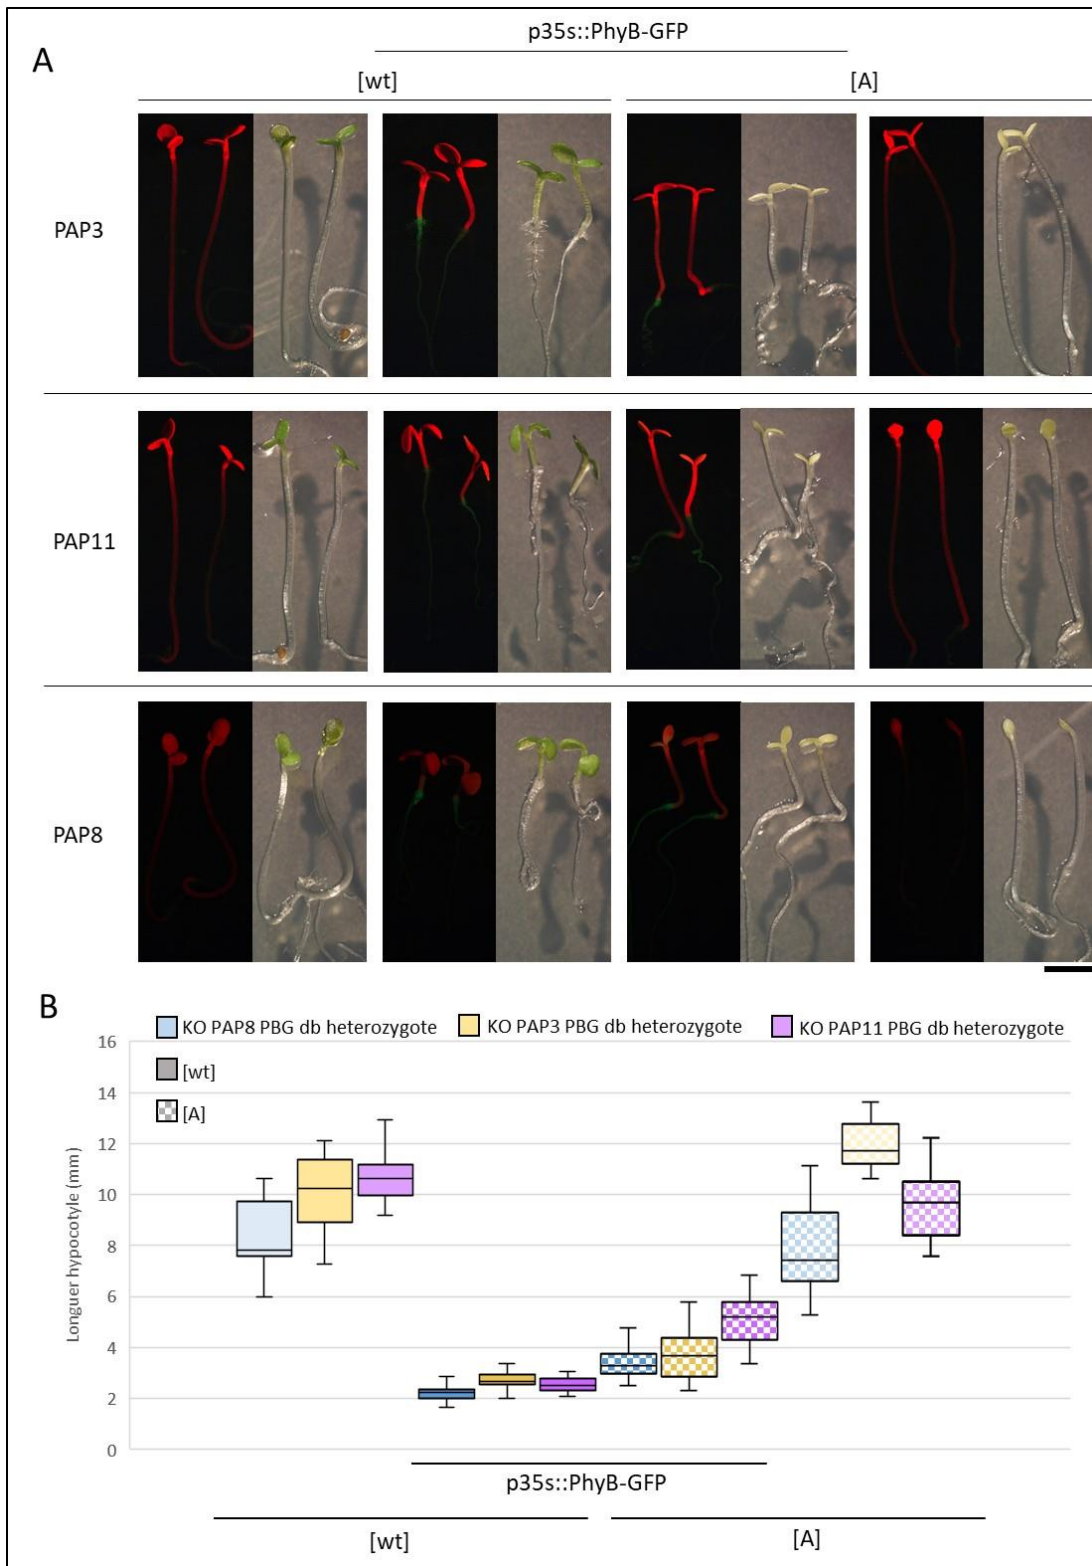 A
p35s::PhyB-GFP
[wt]
[A]
PAP3
PAP11
PAP8
B
KO PAP8 PBG db heterozygote
KO PAP3 PBG db heterozygote
KO PAP11 PBG db heterozygote
[wt]
[A]
Longuer hypocotyle (mm)
16
14
12
10
8
6
4
2
0
p35s::PhyB-GFP
[wt]
[A]